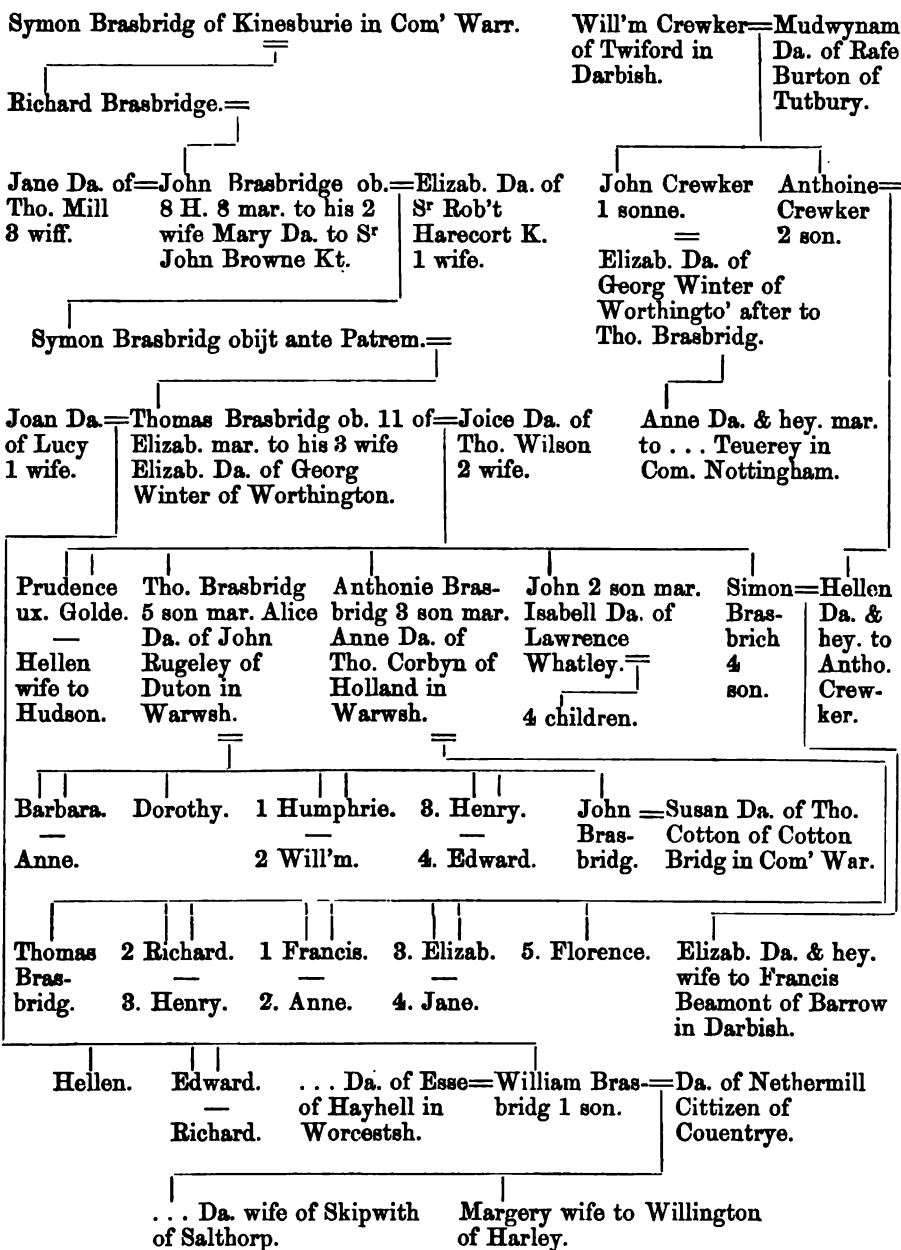 Symon Brasbridg of Kinesburie in Com' Warr.
Will'm Crewker=Mudwynam
of Twiford in Da. of Rafe
Darbish. Burton of
Tutbury.
Richard Brasbridge.=
Jane Da. of=John Brasbridge ob.=Elizab. Da. of
Tho. Mill 8 H. 8 mar. to his 2 Sr Rob't
3 wiff. wife Mary Da. to Sr Harecort K.
John Browne Kt. 1 wife.
John Crewker Anthoine=
1 sonne. Crewker
= 2 son.
Elizab. Da. of
Georg Winter of
Worthingto' after to
Tho. Brasbridg.
Symon Brasbridg obijt ante Patrem.=
Joan Da.=Thomas Brasbridg ob. 11 of=Joice Da. of
of Lucy Elizab. mar. to his 3 wife Tho. Wilson
1 wife. Elizab. Da. of Georg 2 wife.
Winter of Worthington.
Anne Da. & hey. mar.
to . . . Teuerey in
Com. Nottingham.
Prudence Tho. Brasbridg Anthonie Bras- John 2 son mar. Simon=Hellen
ux. Golde. 5 son mar. Alice bridg 3 son mar. Isabell Da. of Bras- Da. &
— Da. of John Anne Da. of Lawrence brich hey. to
Hellen Rugeley of Tho. Corbyn of Whatley.= 4 Antho.
wife to Duton in Holland in son. Crew-
Hudson. Warwsh. Warwsh. 4 children. ker.
= =
Barbara. Dorothy. 1 Humphrie. 3. Henry. John =Susan Da. of Tho.
— — — Bras- Cotton of Cotton
Anne. 2 Will'm. 4. Edward. bridg. Bridg in Com' War.
Thomas 2 Richard. 1 Francis. 3. Elizab. 5. Florence. Elizab. Da. & hey.
Bras- — — — wife to Francis
bridg. 3. Henry. 2. Anne. 4. Jane. Beamont of Barrow
in Darbish.
Hellen. Edward. . . . Da. of Esse=William Bras-=Da. of Nethermill
— of Hayhell in bridg 1 son. Cittizen of
Richard. Worcestsh. Couentrye.
. . . Da. wife of Skipwith Margery wife to Willington
of Salthorp. of Harley.